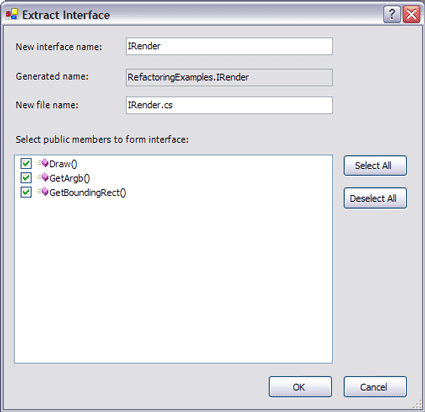 Extract Interface
New interface name: IRender
Generated name: RefactoringExamples.IRender
New file name: IRender.cs
Select public members to form interface:
Draw()
GetArgb()
GetBoundingRect()
Select All
Deselect All
OK
Cancel